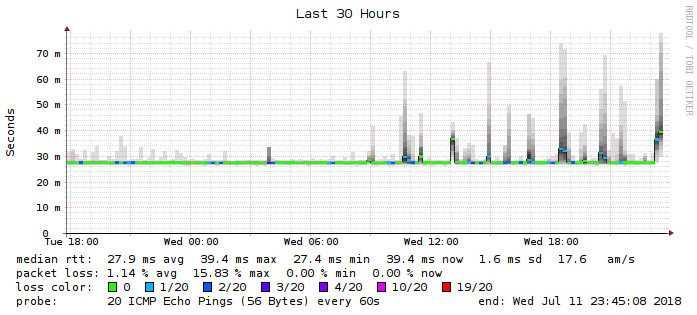 Last 30 Hours
RRDTOOL / TOBI OETIKER
Seconds
70 m
60 m
50 m
40 m
30 m
20 m
10 m
0
Tue 18:00 Wed 00:00 Wed 06:00 Wed 12:00 Wed 18:00
median rtt: 27.9 ms avg 39.4 ms max 27.4 ms min 39.4 ms now 1.6 ms sd 17.6 am/s
packet loss: 1.14 % avg 15.83 % max 0.00 % min 0.00 % now
loss color: 0 1/20 2/20 3/20 4/20 10/20 19/20
probe: 20 ICMP Echo Pings (56 Bytes) every 60s end: Wed Jul 11 23:45:08 2018